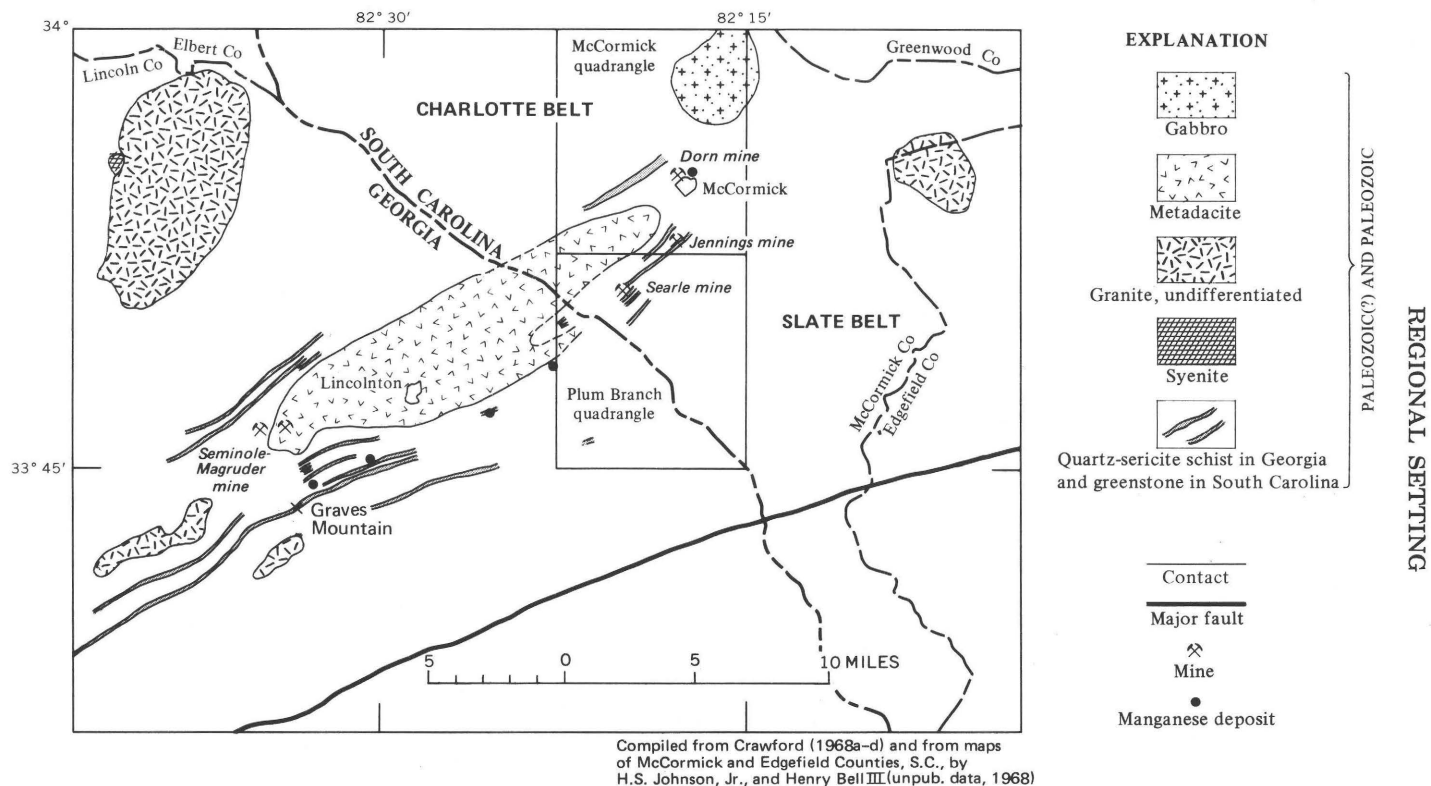 82° 30'
82° 15'
34°
Elbert Co
Lincoln Co
McCormick
quadrangle
Greenwood Co
CHARLOTTE BELT
SOUTH CAROLINA
GEORGIA
Dorn mine
McCormick
Jennings mine
Searle mine
SLATE BELT
Lincolnton
McCormick Co
Edgefield Co
Plum Branch
quadrangle
Seminole-
Magruder
mine
33° 45'
Graves
Mountain
5 0 5 10 MILES
Compiled from Crawford (1968a-d) and from maps
of McCormick and Edgefield Counties, S.C., by
H.S. Johnson, Jr., and Henry Bell III (unpub. data, 1968)
EXPLANATION
Gabbro
Metadacite
Granite, undifferentiated
Syenite
Quartz-sericite schist in Georgia
and greenstone in South Carolina
PALEOZOIC(?) AND PALEOZOIC
Contact
Major fault
Mine
Manganese deposit
REGIONAL SETTING